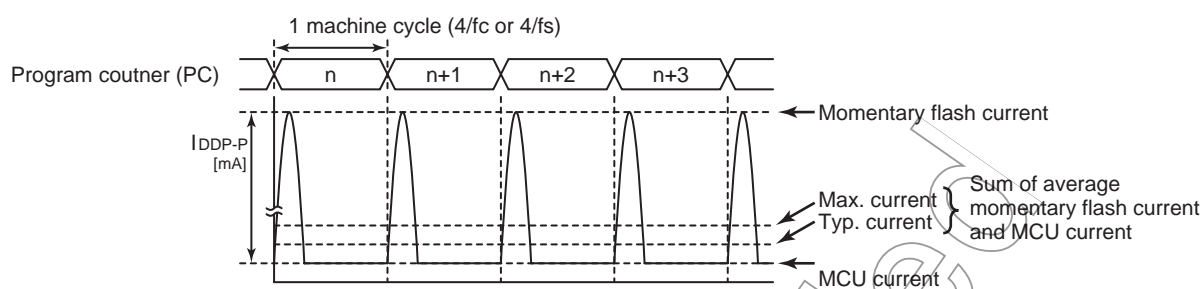 1 machine cycle (4/fc or 4/fs)
Program coutner (PC)
n
n+1
n+2
n+3
Momentary flash current
IDDP-P
[mA]
Max. current
Typ. current
Sum of average
momentary flash current
and MCU current
MCU current